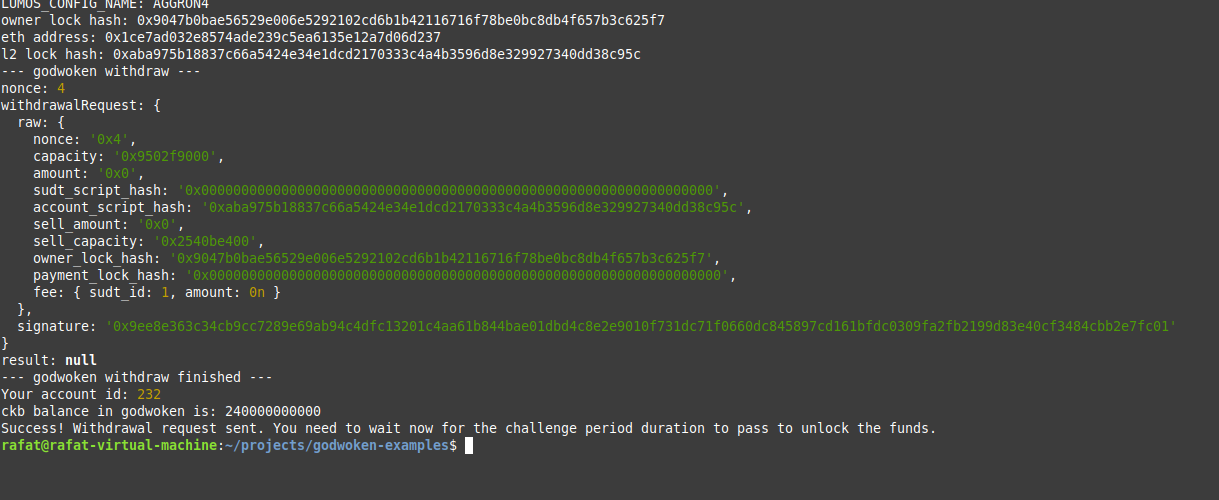 LUMOS_CONFIG_NAME: AGGRON4
owner lock hash: 0x9047b0bae56529e006e5292102cd6b1b42116716f78be0bc8db4f657b3c625f7
eth address: 0x1ce7ad032e8574ade239c5ea6135e12a7d06d237
l2 lock hash: 0xaba975b18837c66a5424e34e1dcd2170333c4a4b3596d8e329927340dd38c95c
--- godwoken withdraw ---
nonce: 4
withdrawalRequest: {
  raw: {
    nonce: '0x4',
    capacity: '0x9502f9000',
    amount: '0x0',
    sudt_script_hash: '0x0000000000000000000000000000000000000000000000000000000000000000',
    account_script_hash: '0xaba975b18837c66a5424e34e1dcd2170333c4a4b3596d8e329927340dd38c95c',
    sell_amount: '0x0',
    sell_capacity: '0x2540be400',
    owner_lock_hash: '0x9047b0bae56529e006e5292102cd6b1b42116716f78be0bc8db4f657b3c625f7',
    payment_lock_hash: '0x0000000000000000000000000000000000000000000000000000000000000000',
    fee: { sudt_id: 1, amount: 0n }
  },
  signature: '0x9ee8e363c34cb9cc7289e69ab94c4dfc13201c4aa61b844bae01dbd4c8e2e9010f731dc71f0660dc845897cd161bfdc0309fa2fb2199d83e40cf3484cbb2e7fc01'
}
result: null
--- godwoken withdraw finished ---
Your account id: 232
ckb balance in godwoken is: 240000000000
Success! Withdrawal request sent. You need to wait now for the challenge period duration to pass to unlock the funds.
rafat@rafat-virtual-machine:~/projects/godwoken-examples$